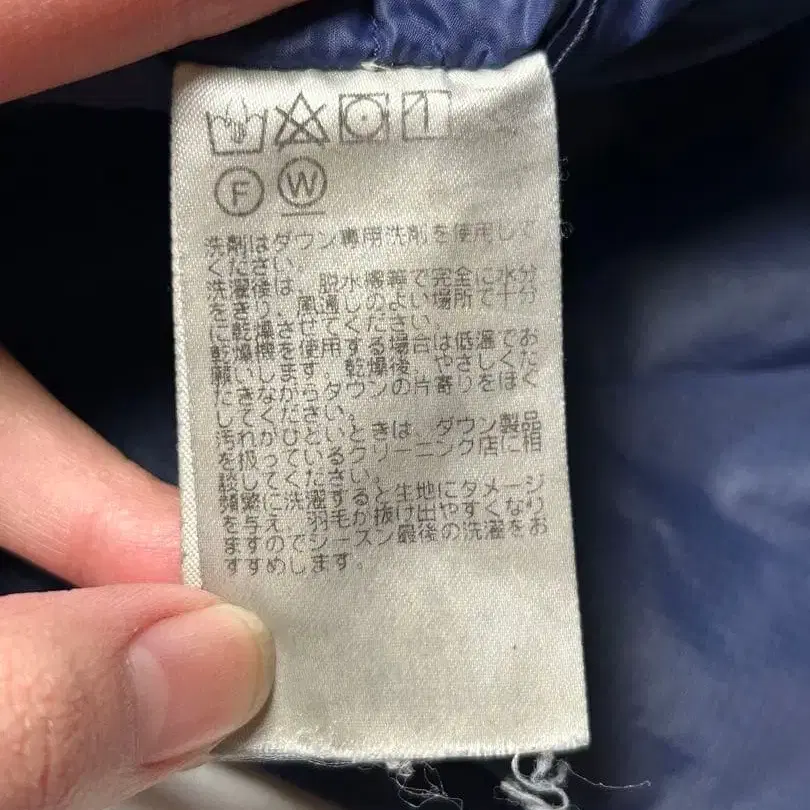 F W
洗剤はダウン専用洗剤を使用して
ください。
洗濯後は、脱水機等で完全に水分
をきり、風通しのよい場所で十分
に乾燥させてください。
乾燥機を使用する場合は低温でお
願いします。乾燥後、やさしくた
たきながらダウンの片寄りをほぐ
してください。
汚れがひどいときは、ダウン製品
を扱っているクリーニング店に相
談してください。
頻繁に洗濯すると生地にダメージ
を与え、羽毛が抜け出やすくなり
ますのでシーズン最後の洗濯をお
すすめします。